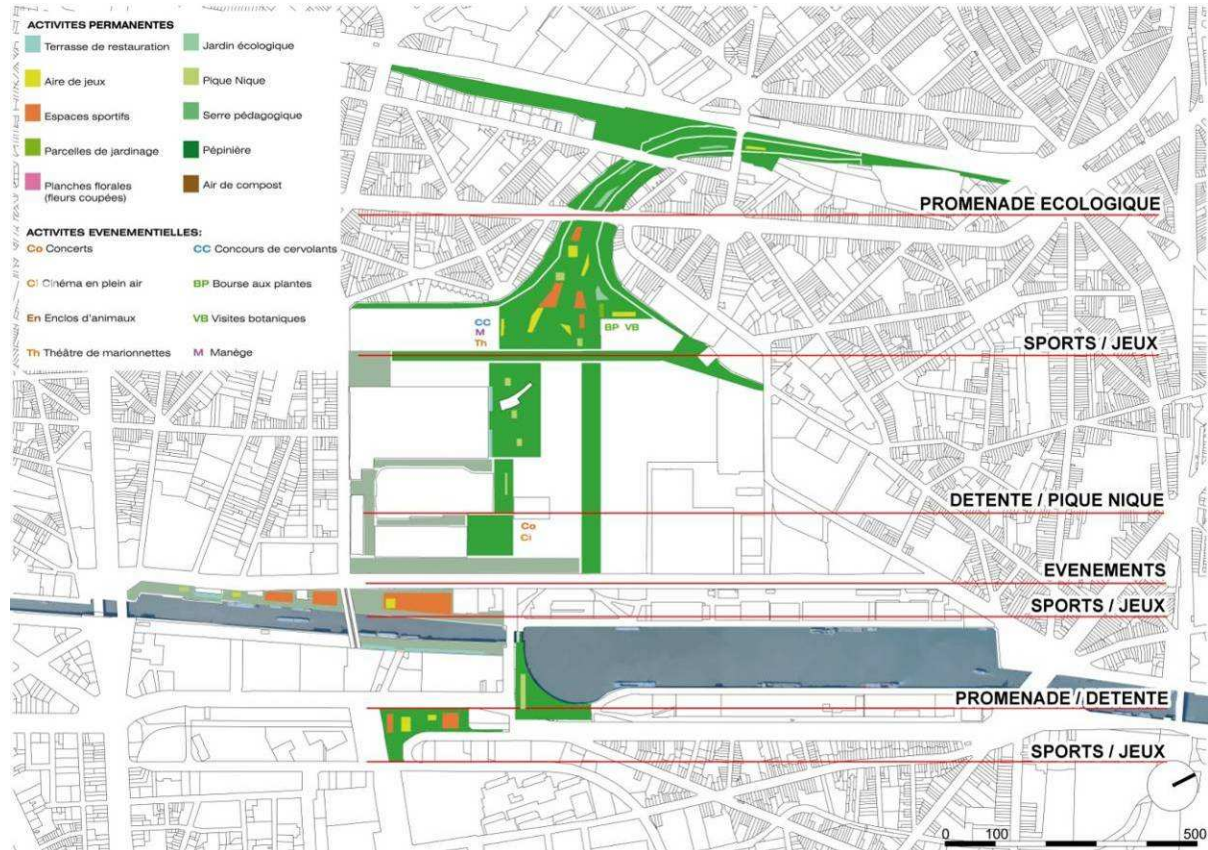 ACTIVITES PERMANENTES
Terrasse de restauration
Aire de jeux
Espaces sportifs
Parcelles de jardinage
Planches florales
(fleurs coupées)
Jardin écologique
Pique Nique
Serre pédagogique
Pépinière
Air de compost
ACTIVITES EVENEMENTIELLES:
Co Concerts
Ci Cinéma en plein air
En Enclos d'animaux
Th Théâtre de marionnettes
CC Concours de cervolants
BP Bourse aux plantes
VB Visites botaniques
M Manège
PROMENADE ECOLOGIQUE
CC
M
Th
BP VB
SPORTS / JEUX
DETENTE / PIQUE NIQUE
Co
Ci
EVENEMENTS
SPORTS / JEUX
PROMENADE / DETENTE
SPORTS / JEUX
0 100 500